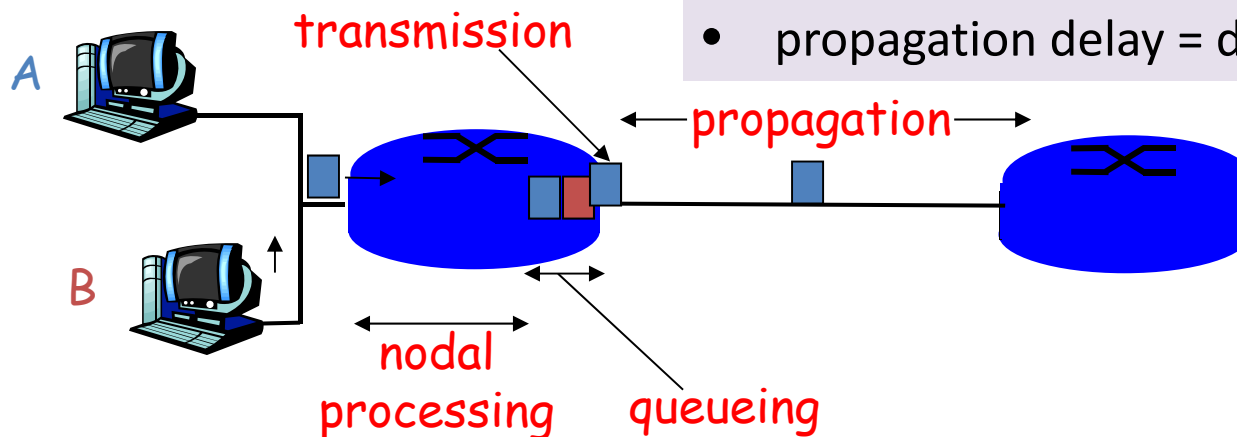 transmission
• propagation delay = d
A
propagation
B
nodal
processing
queueing